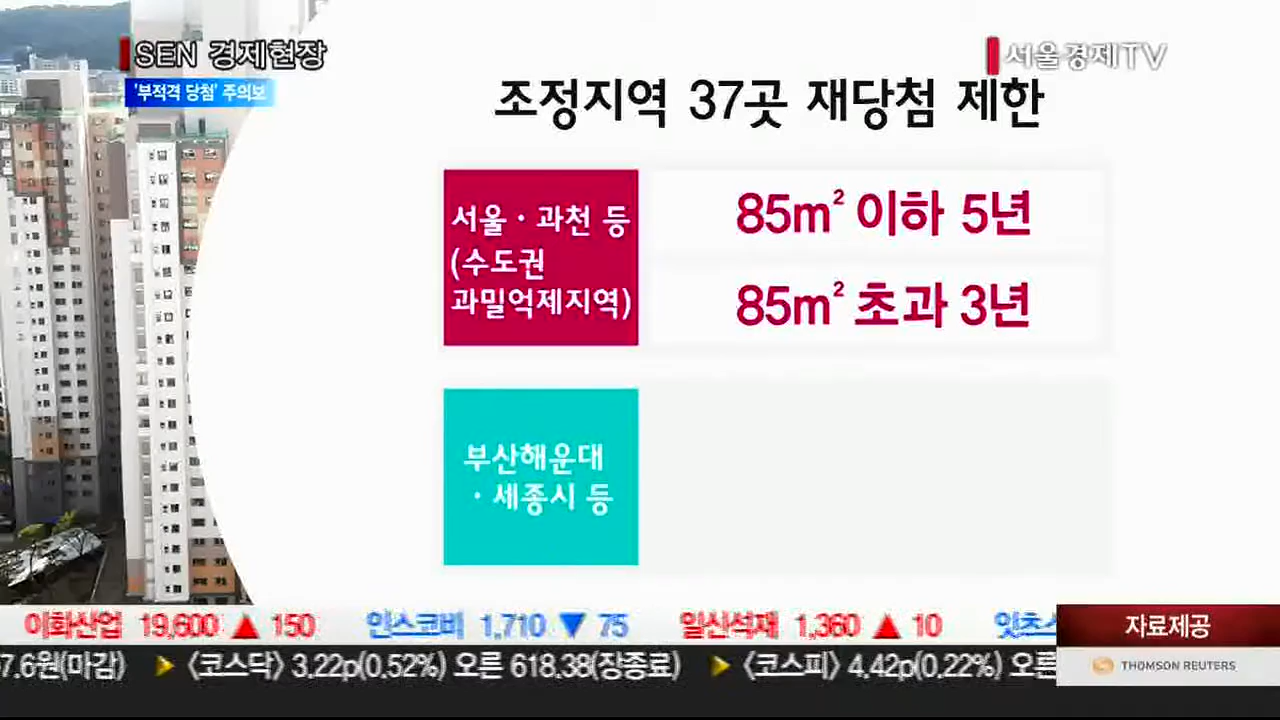 SEN 경제현장
서울경제TV
'부적격 당첨' 주의보
조정지역 37곳 재당첨 제한
서울·과천 등
(수도권
과밀억제지역)
85m² 이하 5년
85m² 초과 3년
부산해운대
·세종시 등
이화산업 19,600 ▲ 150 인스코비 1,710 ▼ 75 일신석재 1,360 ▲ 10 잇츠스
자료제공
7.6원(마감) ▶ <코스닥> 3.22p(0.52%) 오른 618.38(장종료) ▶ <코스피> 4.42p(0.22%) 오른
THOMSON REUTERS